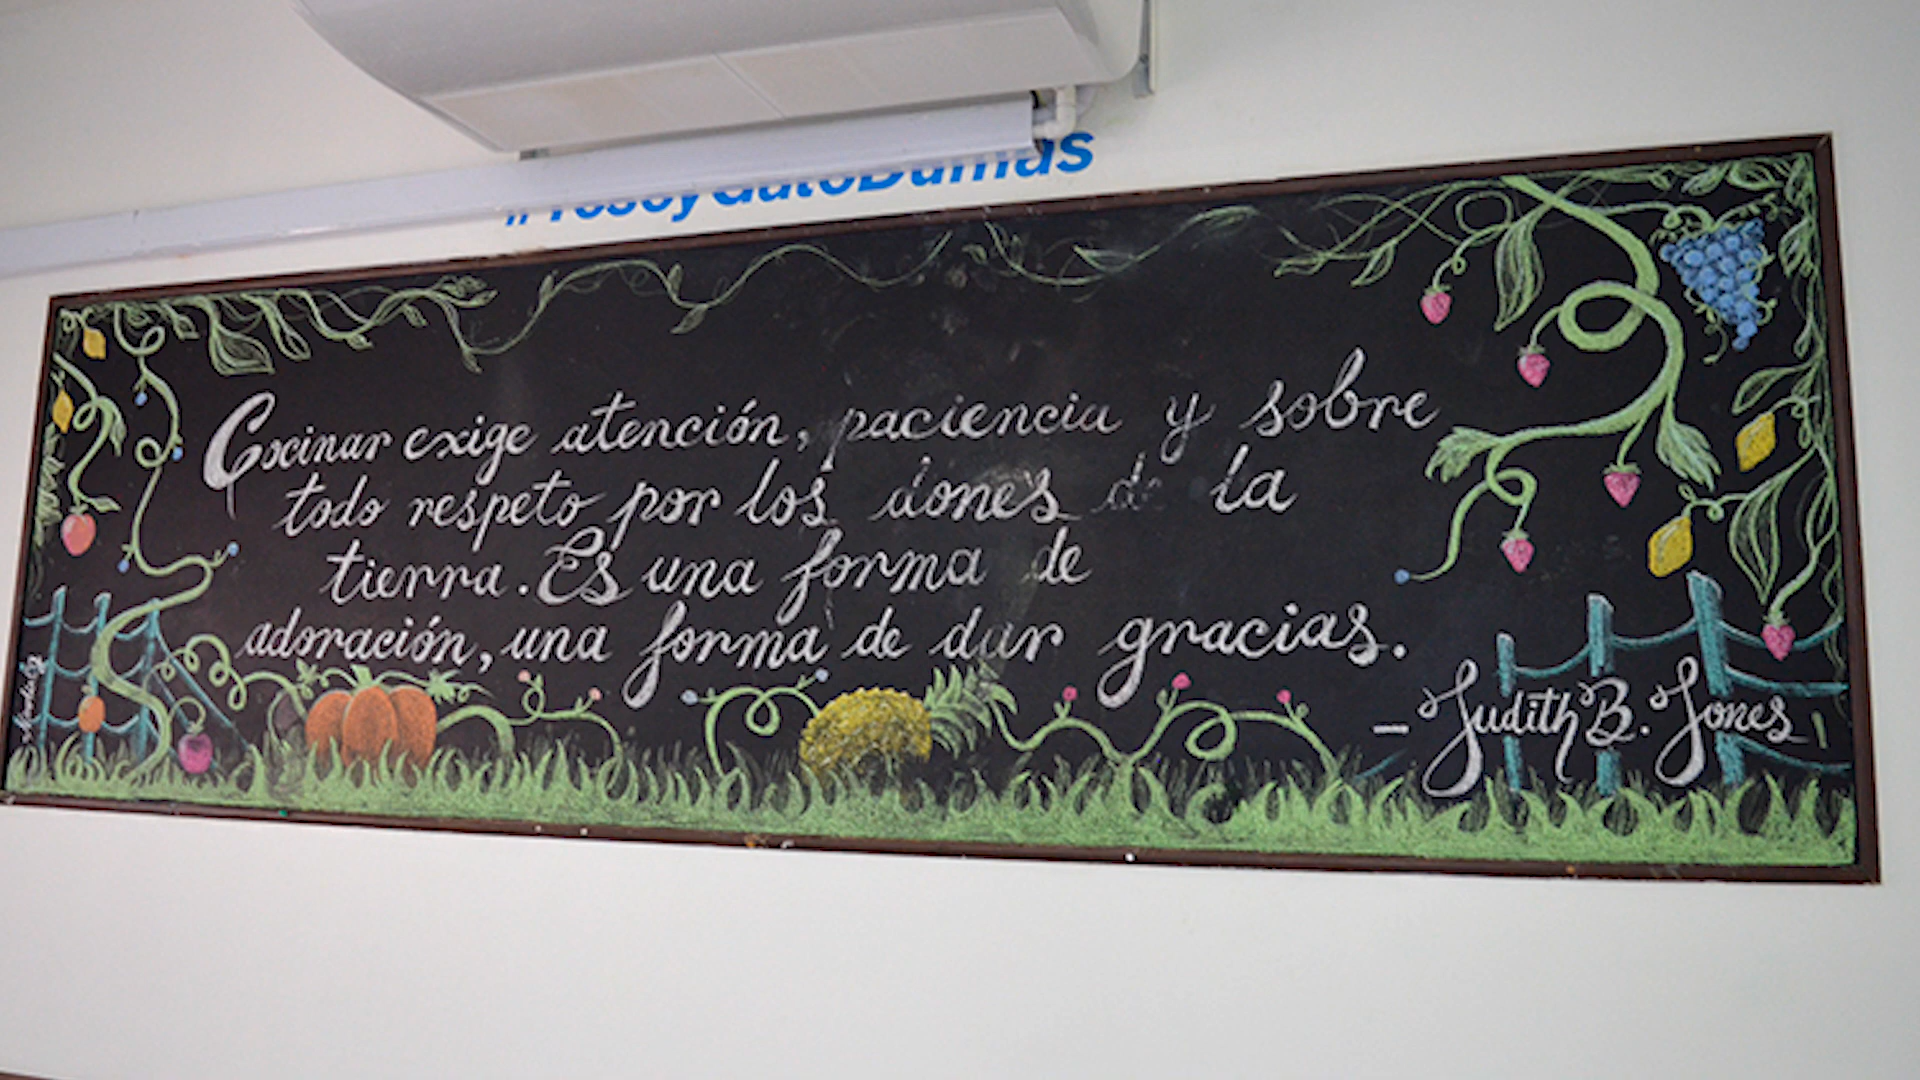 #YosoyGatoDumas
Cocinar exige atención, paciencia y sobre
todo respeto por los dones de la
tierra. Es una forma de
adoración, una forma de dar gracias.
- Judith B. Jones